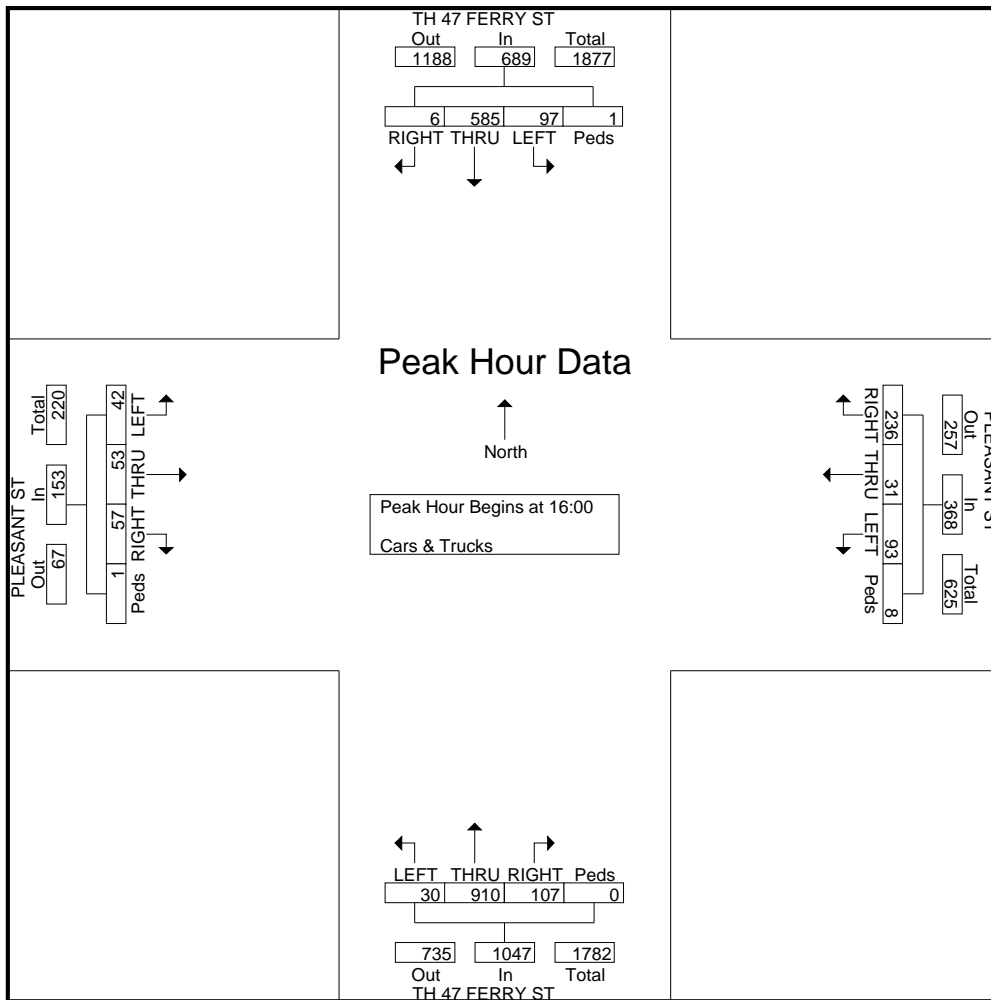 TH 47 FERRY ST
Out In Total
1188 689 1877
6 585 97 1
RIGHT THRU LEFT Peds
Peak Hour Data
North
Peak Hour Begins at 16:00
Cars & Trucks
PLEASANT ST
Total In Out
220 153 67
42 53 57 1
LEFT THRU RIGHT Peds
PLEASANT ST
Out In Total
257 368 625
236 31 93 8
RIGHT THRU LEFT Peds
LEFT THRU RIGHT Peds
30 910 107 0
735 1047 1782
Out In Total
TH 47 FERRY ST